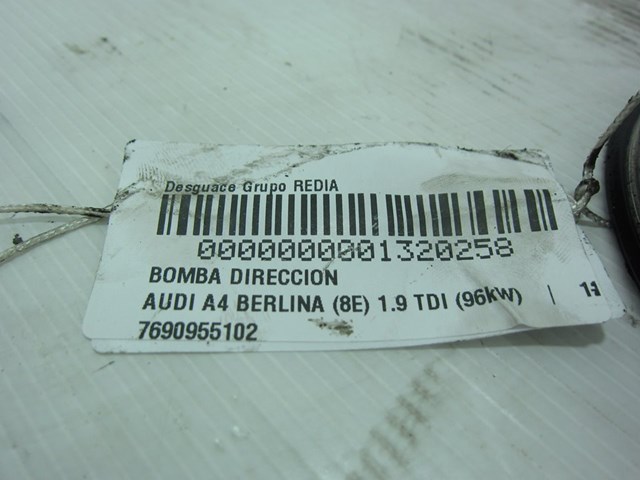 Desguace Grupo REDIA
0000000001320258
BOMBA DIRECCION
AUDI A4 BERLINA (8E) 1.9 TDI (96kW) |
7690955102